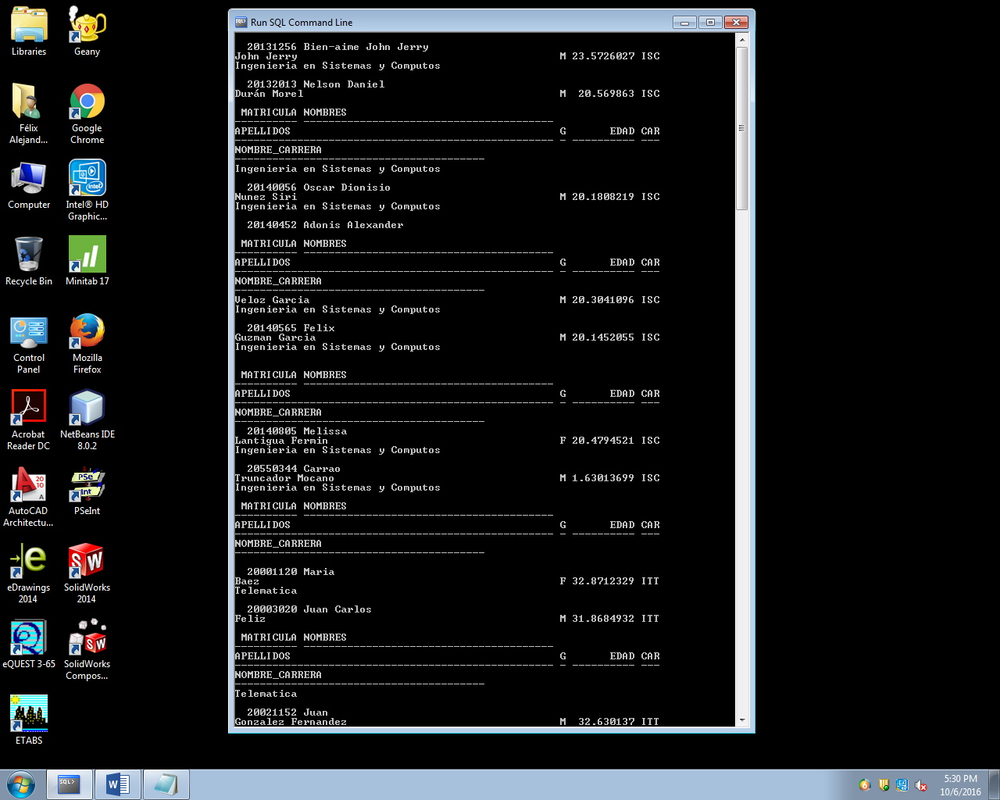 Libraries
Geany
Félix Alejand...
Google Chrome
Computer
Intel® HD Graphic...
Recycle Bin
Minitab 17
Control Panel
Mozilla Firefox
Acrobat Reader DC
NetBeans IDE 8.0.2
AutoCAD Architectu...
PSeInt
eDrawings 2014
SolidWorks 2014
eQUEST 3-65
SolidWorks Compos...
ETABS
Run SQL Command Line
20131256 Bien-aime John Jerry
John Jerry M 23.5726027 ISC
Ingenieria en Sistemas y Computos
20132013 Nelson Daniel
Durán Morel M 20.569863 ISC
MATRICULA NOMBRES
---------- ----------------------------------------
APELLIDOS G EDAD CAR
--------------------------------------------------- - ---------- ---
NOMBRE_CARRERA
----------------------------------------
Ingenieria en Sistemas y Computos
20140056 Oscar Dionisio
Nunez Siri M 20.1808219 ISC
Ingenieria en Sistemas y Computos
20140452 Adonis Alexander
MATRICULA NOMBRES
---------- ----------------------------------------
APELLIDOS G EDAD CAR
--------------------------------------------------- - ---------- ---
NOMBRE_CARRERA
----------------------------------------
Veloz Garcia M 20.3041096 ISC
Ingenieria en Sistemas y Computos
20140565 Felix
Guzman Garcia M 20.1452055 ISC
Ingenieria en Sistemas y Computos
MATRICULA NOMBRES
---------- ----------------------------------------
APELLIDOS G EDAD CAR
--------------------------------------------------- - ---------- ---
NOMBRE_CARRERA
----------------------------------------
20140805 Melissa
Lantigua Fermin F 20.4794521 ISC
Ingenieria en Sistemas y Computos
20550344 Carrao
Truncador Mocano M 1.63013699 ISC
Ingenieria en Sistemas y Computos
MATRICULA NOMBRES
---------- ----------------------------------------
APELLIDOS G EDAD CAR
--------------------------------------------------- - ---------- ---
NOMBRE_CARRERA
----------------------------------------
20001120 Maria
Baez F 32.8712329 ITT
Telematica
20003020 Juan Carlos
Feliz M 31.8684932 ITT
MATRICULA NOMBRES
---------- ----------------------------------------
APELLIDOS G EDAD CAR
--------------------------------------------------- - ---------- ---
NOMBRE_CARRERA
----------------------------------------
Telematica
20021152 Juan
Gonzalez Fernandez M 32.630137 ITT
5:30 PM
10/6/2016